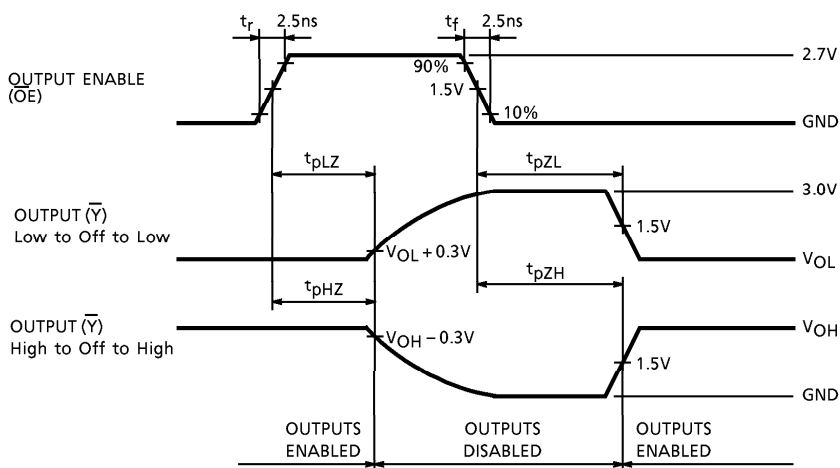 tr 2.5ns tf 2.5ns
2.7V
90%
OUTPUT ENABLE
(O̅E̅)
1.5V
10%
GND
tpLZ tpZL
3.0V
OUTPUT (Y̅)
Low to Off to Low
1.5V
VOL + 0.3V
VOL
tpHZ tpZH
OUTPUT (Y̅)
High to Off to High
VOH
VOH − 0.3V
1.5V
GND
OUTPUTS ENABLED
OUTPUTS DISABLED
OUTPUTS ENABLED